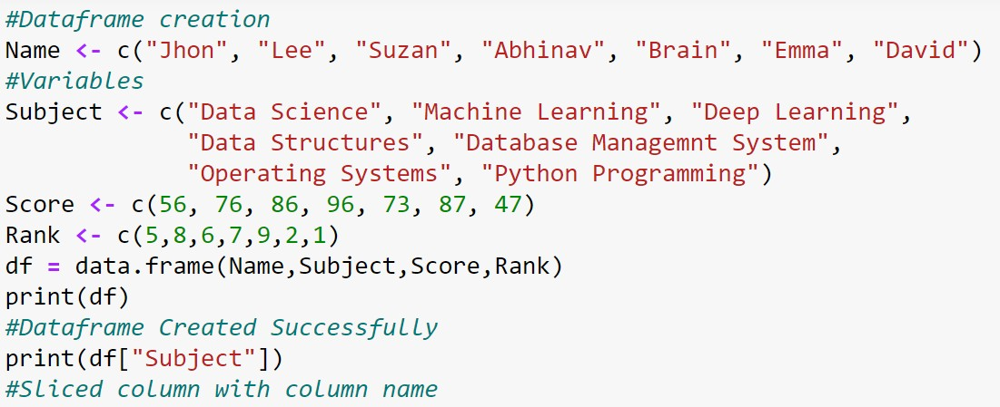 #Dataframe creation
Name <- c("Jhon", "Lee", "Suzan", "Abhinav", "Brain", "Emma", "David")
#Variables
Subject <- c("Data Science", "Machine Learning", "Deep Learning",
"Data Structures", "Database Managemnt System",
"Operating Systems", "Python Programming")
Score <- c(56, 76, 86, 96, 73, 87, 47)
Rank <- c(5,8,6,7,9,2,1)
df = data.frame(Name,Subject,Score,Rank)
print(df)
#Dataframe Created Successfully
print(df["Subject"])
#Sliced column with column name